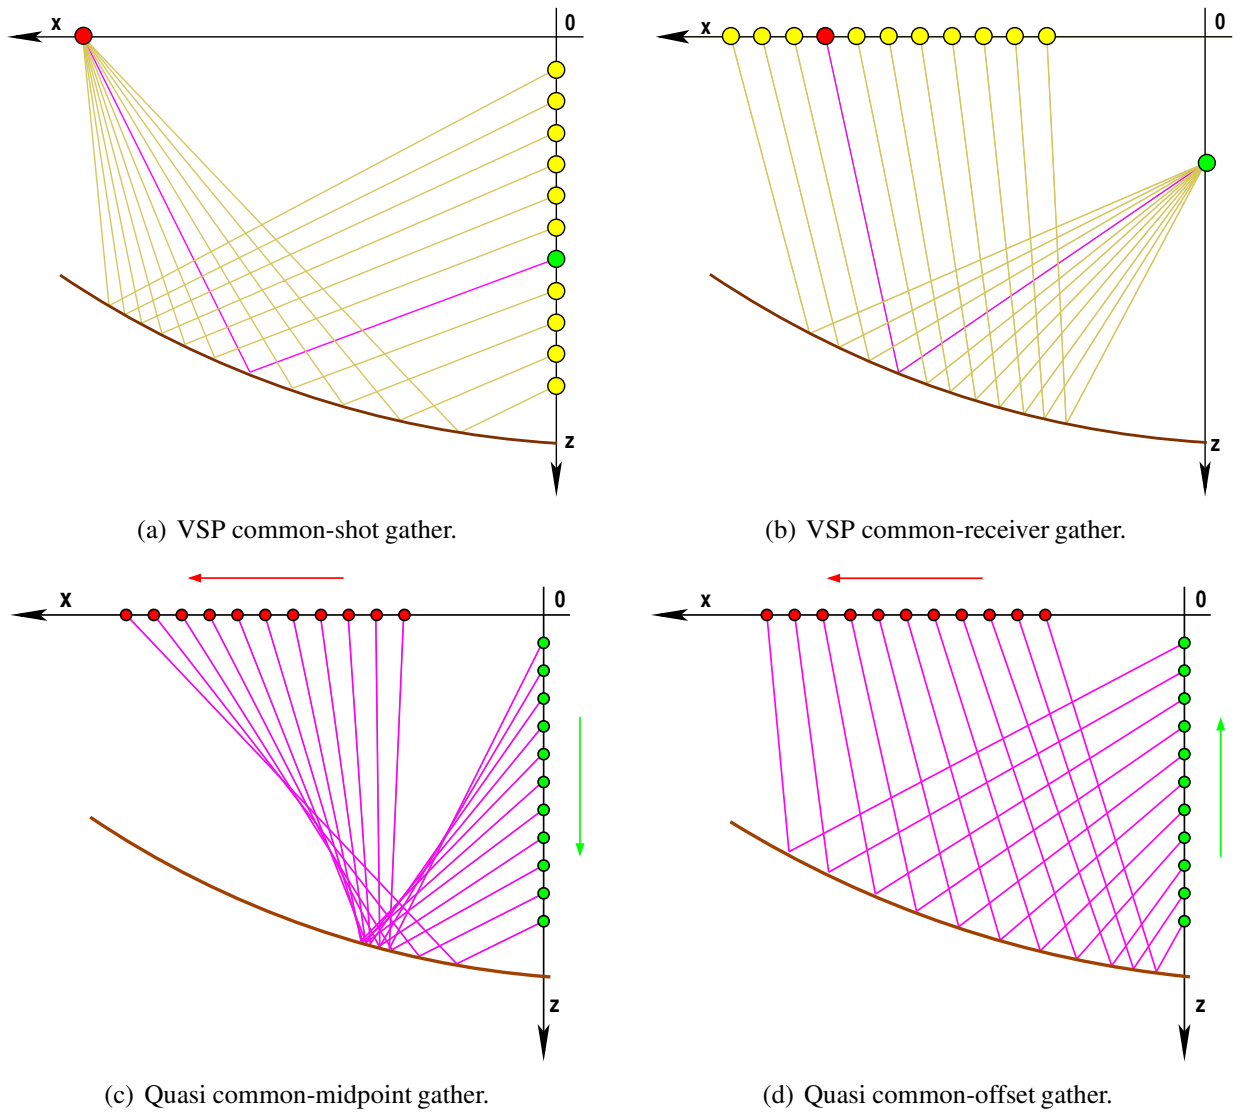 x 0
z
(a) VSP common-shot gather.
x 0
z
(b) VSP common-receiver gather.
x 0
z
(c) Quasi common-midpoint gather.
x 0
z
(d) Quasi common-offset gather.